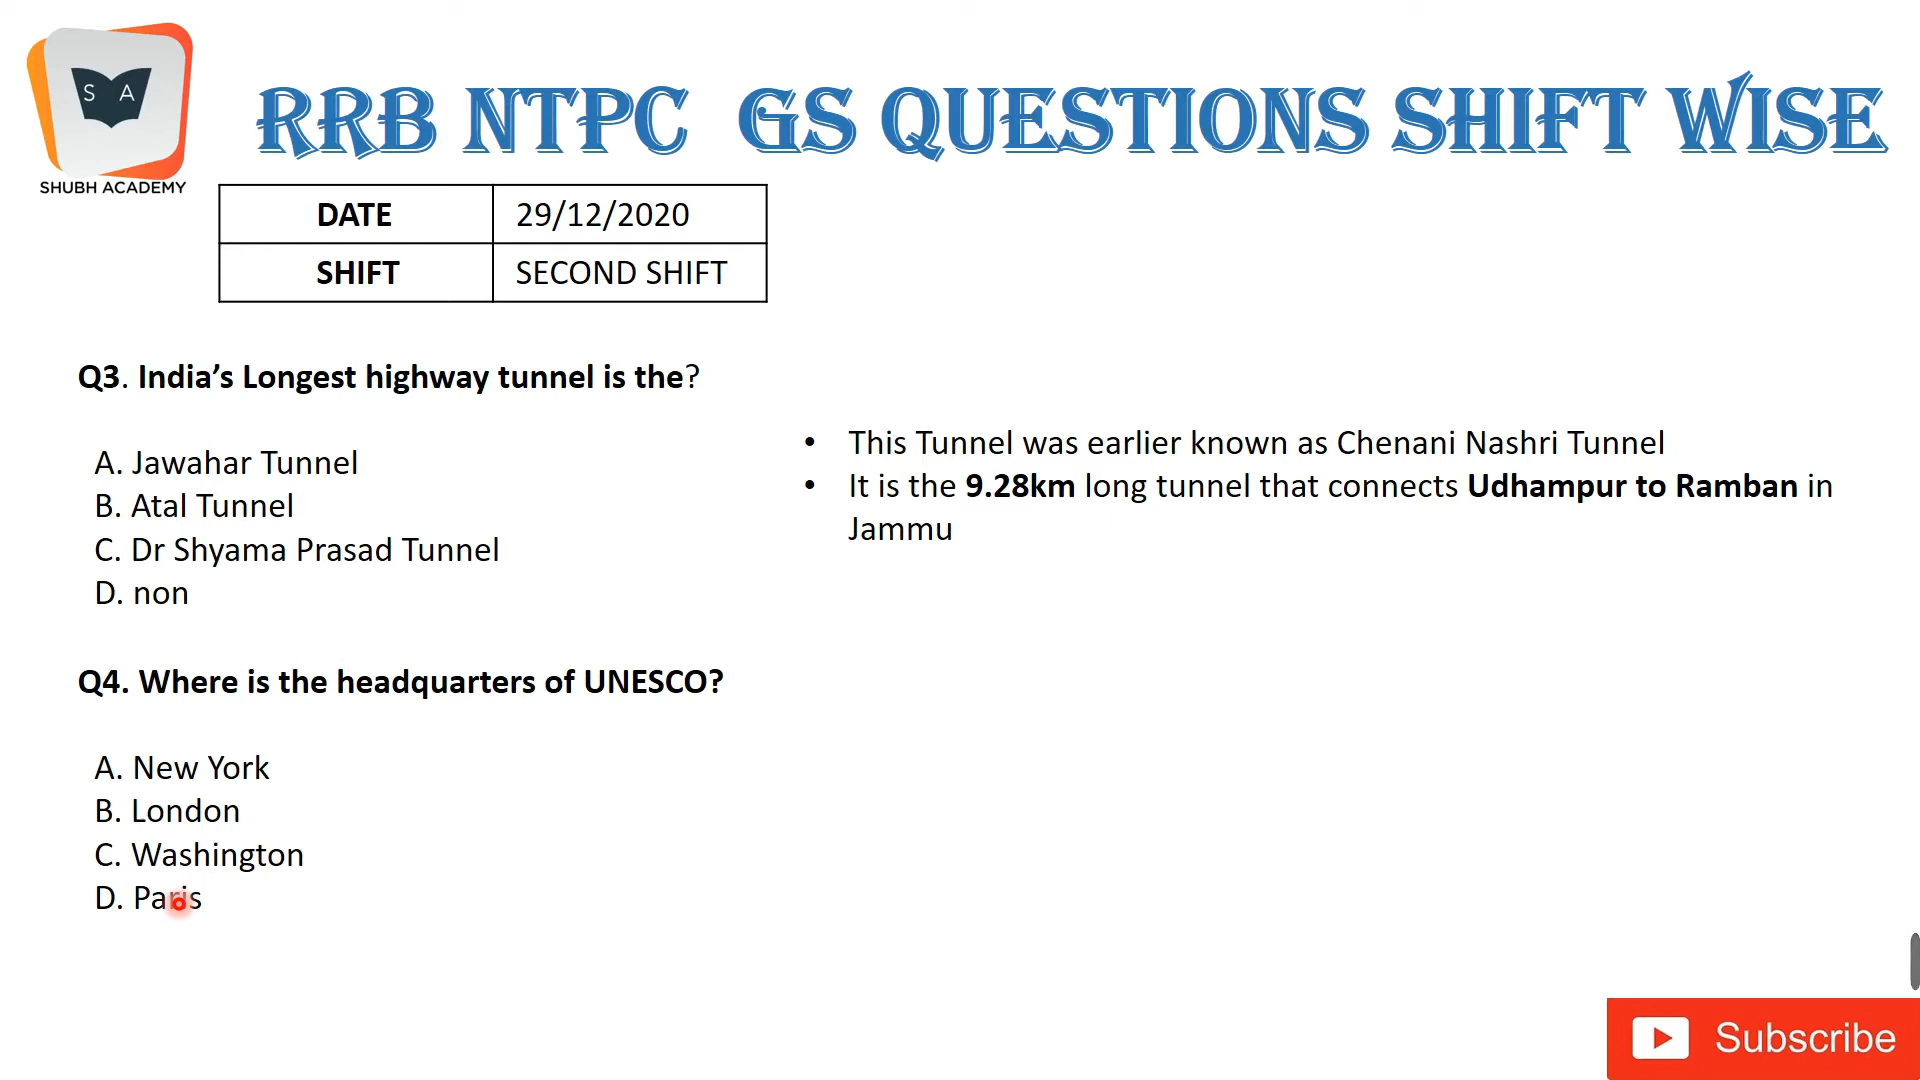 S A
SHUBH ACADEMY
RRB NTPC GS QUESTIONS SHIFT WISE
DATE 29/12/2020
SHIFT SECOND SHIFT
Q3. India’s Longest highway tunnel is the?
A. Jawahar Tunnel
B. Atal Tunnel
C. Dr Shyama Prasad Tunnel
D. non
• This Tunnel was earlier known as Chenani Nashri Tunnel
• It is the 9.28km long tunnel that connects Udhampur to Ramban in
Jammu
Q4. Where is the headquarters of UNESCO?
A. New York
B. London
C. Washington
D. Paris
Subscribe